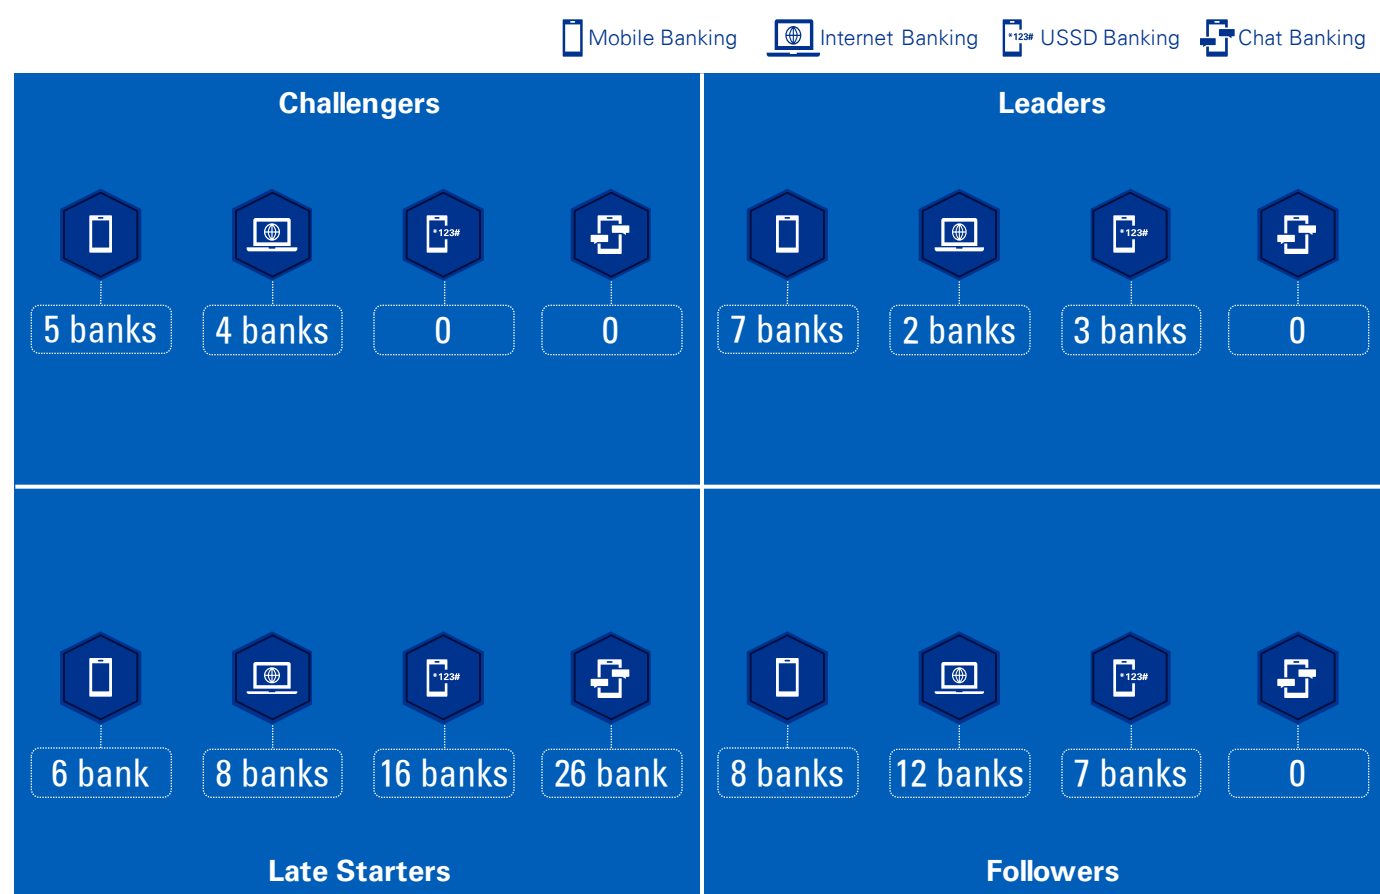 Mobile Banking Internet Banking *123# USSD Banking Chat Banking
Challengers
*123#
5 banks 4 banks 0 0
Leaders
*123#
7 banks 2 banks 3 banks 0
*123#
6 bank 8 banks 16 banks 26 bank
Late Starters
*123#
8 banks 12 banks 7 banks 0
Followers